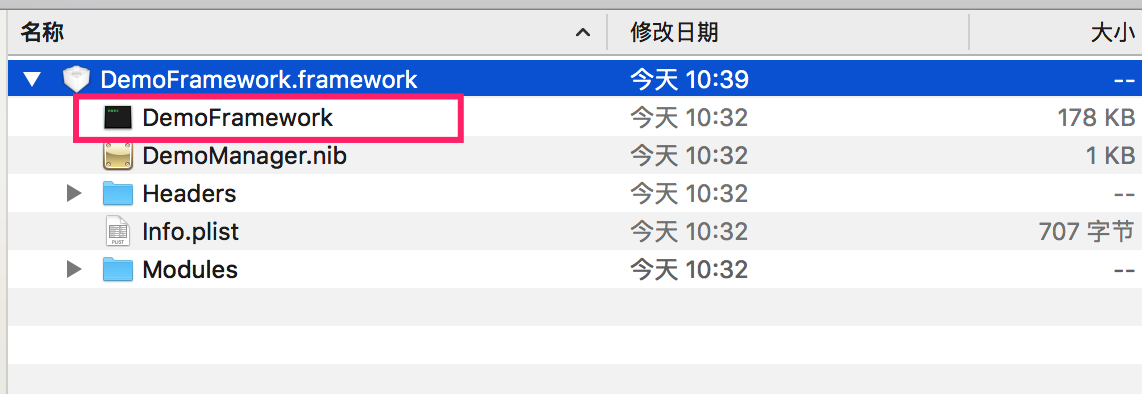 名称 修改日期 大小
DemoFramework.framework 今天 10:39 --
DemoFramework 今天 10:32 178 KB
DemoManager.nib 今天 10:32 1 KB
Headers 今天 10:32 --
Info.plist 今天 10:32 707 字节
Modules 今天 10:32 --